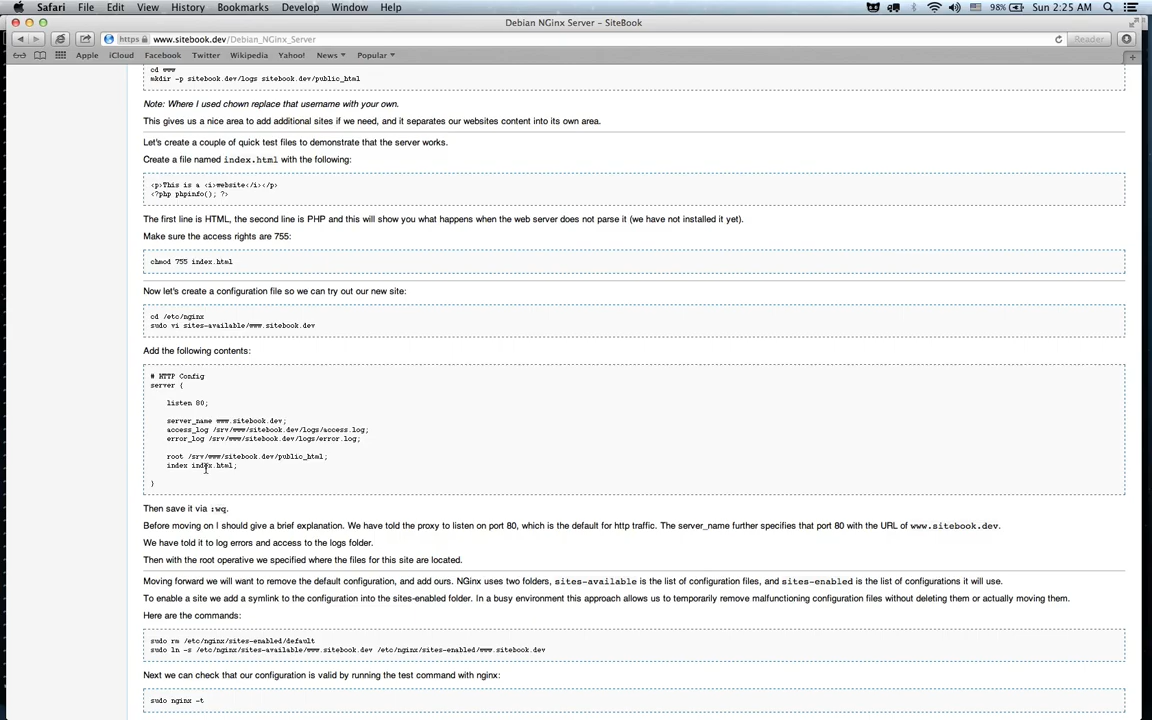 Safari File Edit View History Bookmarks Develop Window Help 98% Sun 2:25 AM
Debian NGinx Server – SiteBook
https www.sitebook.dev/Debian_NGinx_Server Reader
Apple iCloud Facebook Twitter Wikipedia Yahoo! News Popular
cd www
mkdir -p sitebook.dev/logs sitebook.dev/public_html
Note: Where I used chown replace that username with your own.
This gives us a nice area to add additional sites if we need, and it separates our websites content into its own area.
Let's create a couple of quick test files to demonstrate that the server works.
Create a file named index.html with the following:
<p>This is a <i>website</i></p>
<?php phpinfo(); ?>
The first line is HTML, the second line is PHP and this will show you what happens when the web server does not parse it (we have not installed it yet).
Make sure the access rights are 755:
chmod 755 index.html
Now let's create a configuration file so we can try out our new site:
cd /etc/nginx
sudo vi sites-available/www.sitebook.dev
Add the following contents:
# HTTP Config
server {
listen 80;
server_name www.sitebook.dev;
access_log /srv/www/sitebook.dev/logs/access.log;
error_log /srv/www/sitebook.dev/logs/error.log;
root /srv/www/sitebook.dev/public_html;
index index.html;
}
Then save it via :wq.
Before moving on I should give a brief explanation. We have told the proxy to listen on port 80, which is the default for http traffic. The server_name further specifies that port 80 with the URL of www.sitebook.dev.
We have told it to log errors and access to the logs folder.
Then with the root operative we specified where the files for this site are located.
Moving forward we will want to remove the default configuration, and add ours. NGinx uses two folders, sites-available is the list of configuration files, and sites-enabled is the list of configurations it will use.
To enable a site we add a symlink to the configuration into the sites-enabled folder. In a busy environment this approach allows us to temporarily remove malfunctioning configuration files without deleting them or actually moving them.
Here are the commands:
sudo rm /etc/nginx/sites-enabled/default
sudo ln -s /etc/nginx/sites-available/www.sitebook.dev /etc/nginx/sites-enabled/www.sitebook.dev
Next we can check that our configuration is valid by running the test command with nginx:
sudo nginx -t